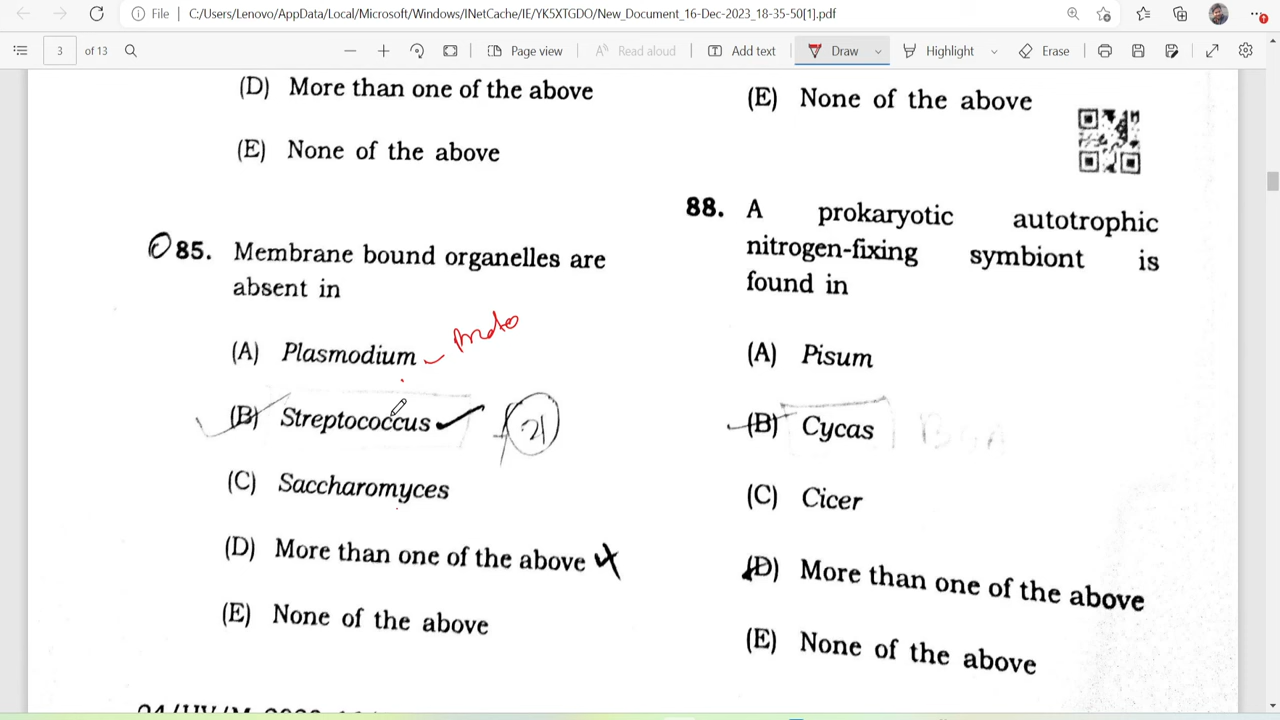 File
C:/Users/Lenovo/AppData/Local/Microsoft/Windows/INetCache/IE/YK5XTGDO/New_Document_16-Dec-2023_18-35-50[1].pdf
3 of 13
Page view
Read aloud
Add text
Draw
Highlight
Erase
(D) More than one of the above
(E) None of the above
85. Membrane bound organelles are
absent in
(A) Plasmodium
(B) Streptococcus
(C) Saccharomyces
(D) More than one of the above
(E) None of the above
(E) None of the above
88. A prokaryotic autotrophic
nitrogen-fixing symbiont is
found in
(A) Pisum
(B) Cycas
BGA
(C) Cicer
(D) More than one of the above
(E) None of the above